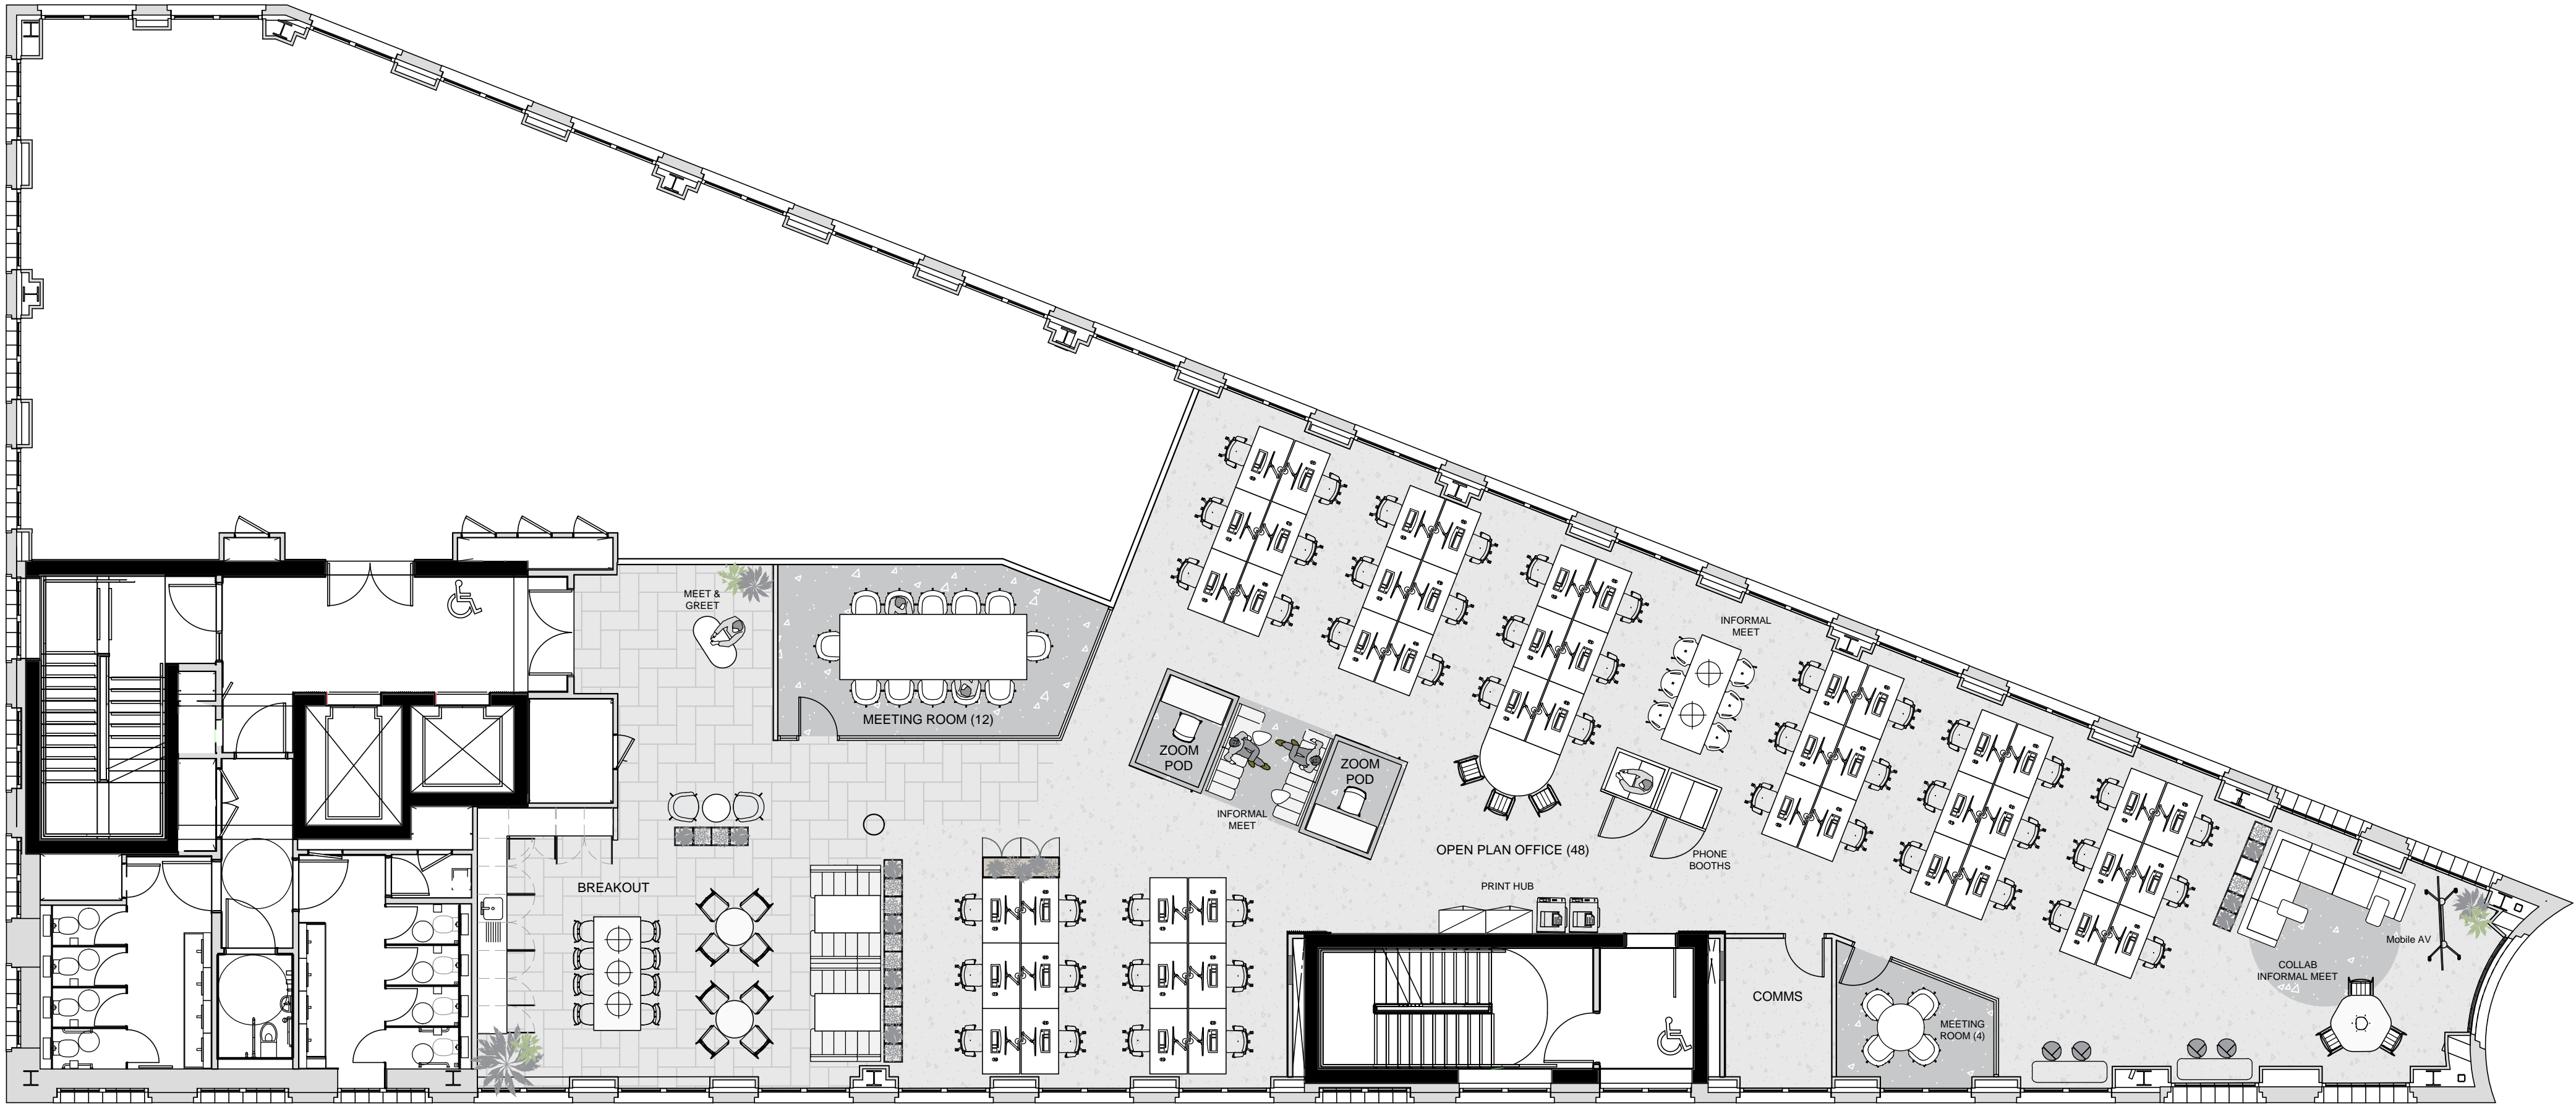 MEET &
GREET
MEETING ROOM (12)
INFORMAL
MEET
ZOOM
POD
ZOOM
POD
INFORMAL
MEET
OPEN PLAN OFFICE (48)
PHONE
BOOTHS
BREAKOUT
PRINT HUB
Mobile AV
COLLAB
INFORMAL MEET
COMMS
MEETING
ROOM (4)